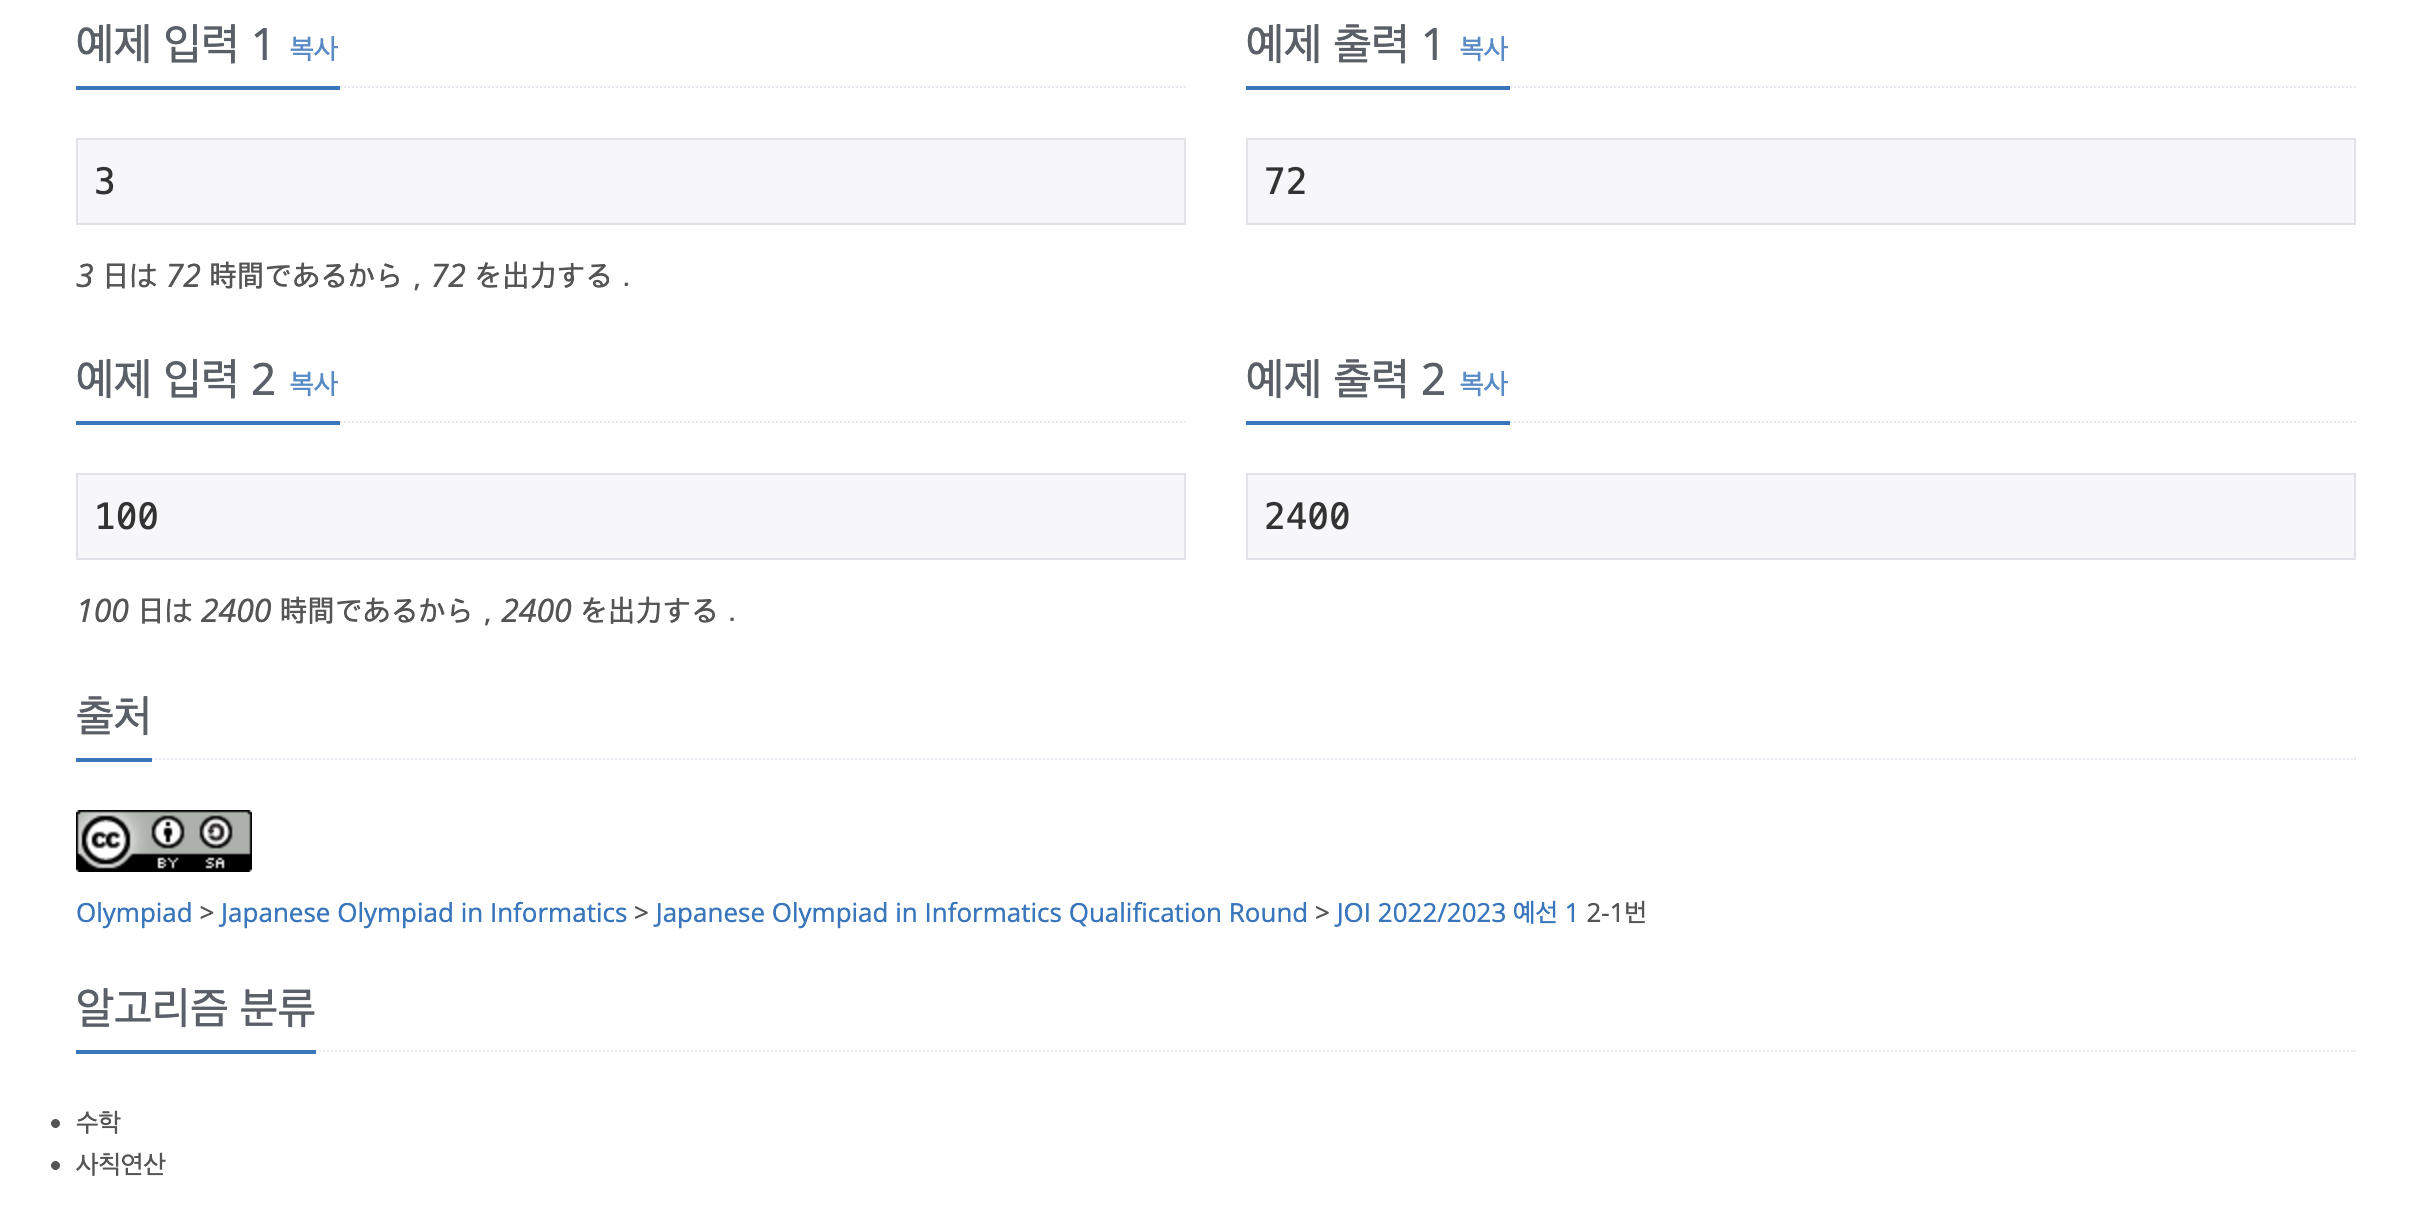 예제 입력 1 복사
예제 출력 1 복사
3
72
3 日は 72 時間であるから，72 を出力する．
예제 입력 2 복사
예제 출력 2 복사
100
2400
100 日は 2400 時間であるから，2400 を出力する．
출처
cc BY SA
Olympiad > Japanese Olympiad in Informatics > Japanese Olympiad in Informatics Qualification Round > JOI 2022/2023 예선 1 2-1번
알고리즘 분류
수학
사칙연산